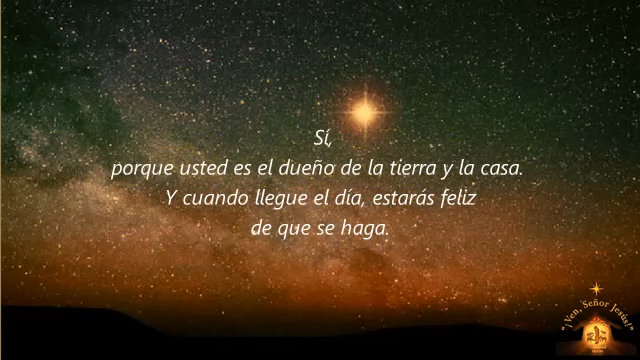 Sí,
porque usted es el dueño de la tierra y la casa.
Y cuando llegue el día, estarás feliz
de que se haga.
"¡Ven, Señor Jesús!"